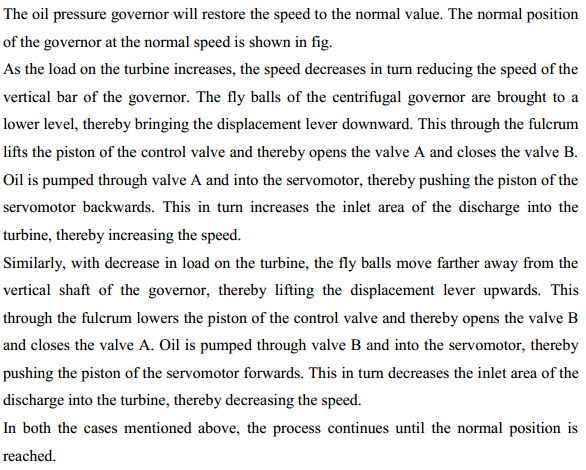 The oil pressure governor will restore the speed to the normal value. The normal position
of the governor at the normal speed is shown in fig.
As the load on the turbine increases, the speed decreases in turn reducing the speed of the
vertical bar of the governor. The fly balls of the centrifugal governor are brought to a
lower level, thereby bringing the displacement lever downward. This through the fulcrum
lifts the piston of the control valve and thereby opens the valve A and closes the valve B.
Oil is pumped through valve A and into the servomotor, thereby pushing the piston of the
servomotor backwards. This in turn increases the inlet area of the discharge into the
turbine, thereby increasing the speed.
Similarly, with decrease in load on the turbine, the fly balls move farther away from the
vertical shaft of the governor, thereby lifting the displacement lever upwards. This
through the fulcrum lowers the piston of the control valve and thereby opens the valve B
and closes the valve A. Oil is pumped through valve B and into the servomotor, thereby
pushing the piston of the servomotor forwards. This in turn decreases the inlet area of the
discharge into the turbine, thereby decreasing the speed.
In both the cases mentioned above, the process continues until the normal position is
reached.